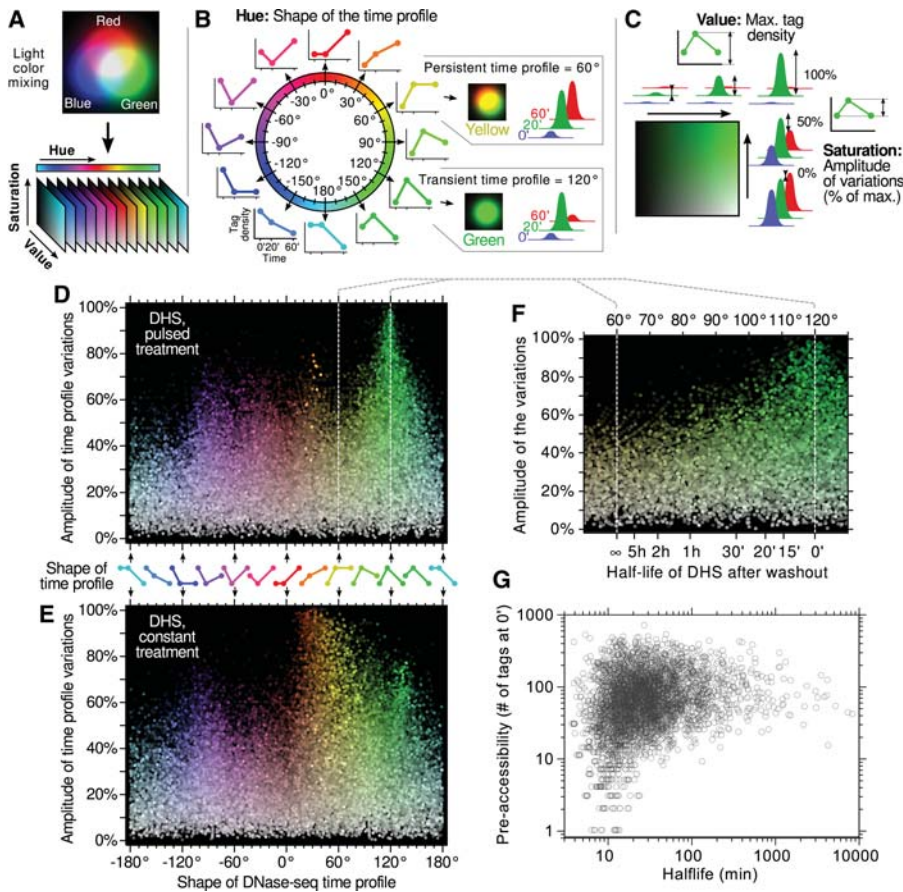 A
Light
color
mixing
Red
Blue
Green
Hue
Saturation
Value
B
Hue: Shape of the time profile
0°
30°
60°
90°
120°
150°
180°
-150°
-120°
-90°
-60°
-30°
Tag
density
0'20' 60'
Time
Persistent time profile = 60°
Yellow
60'
20'
0'
Transient time profile = 120°
Green
60'
20'
0'
C
Value: Max. tag
density
100%
50%
0%
Saturation:
Amplitude
of variations
(% of max.)
D
DHS,
pulsed
treatment
Amplitude of time profile variations
100%
80%
60%
40%
20%
0%
Shape of
time profile
E
DHS,
constant
treatment
Amplitude of time profile variations
100%
80%
60%
40%
20%
0%
-180° -120° -60° 0° 60° 120° 180°
Shape of DNase-seq time profile
F
60° 70° 80° 90° 100° 110° 120°
Amplitude of the variations
100%
80%
60%
40%
20%
0%
∞ 5h 2h 1h 30' 20' 15' 0'
Half-life of DHS after washout
G
Pre-accessibility (# of tags at 0')
1000
100
10
1
10 100 1000 10000
Halflife (min)